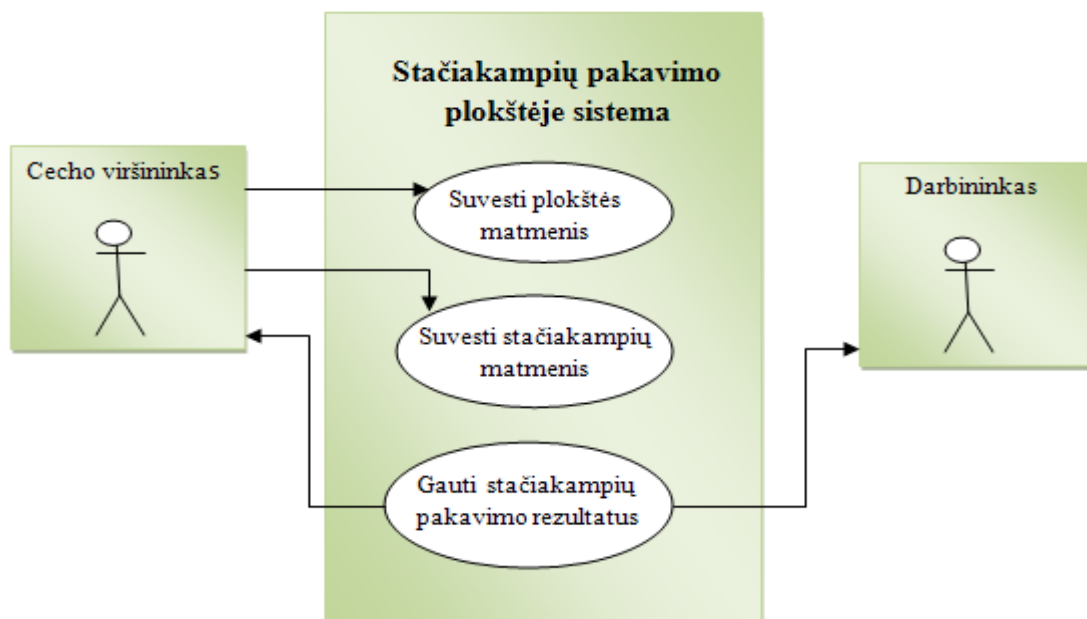 Stačiakampių pakavimo
plokštėje sistema
Cecho viršininkas
Suvesti plokštės
matmenis
Darbininkas
Suvesti stačiakampių
matmenis
Gauti stačiakampių
pakavimo rezultatus